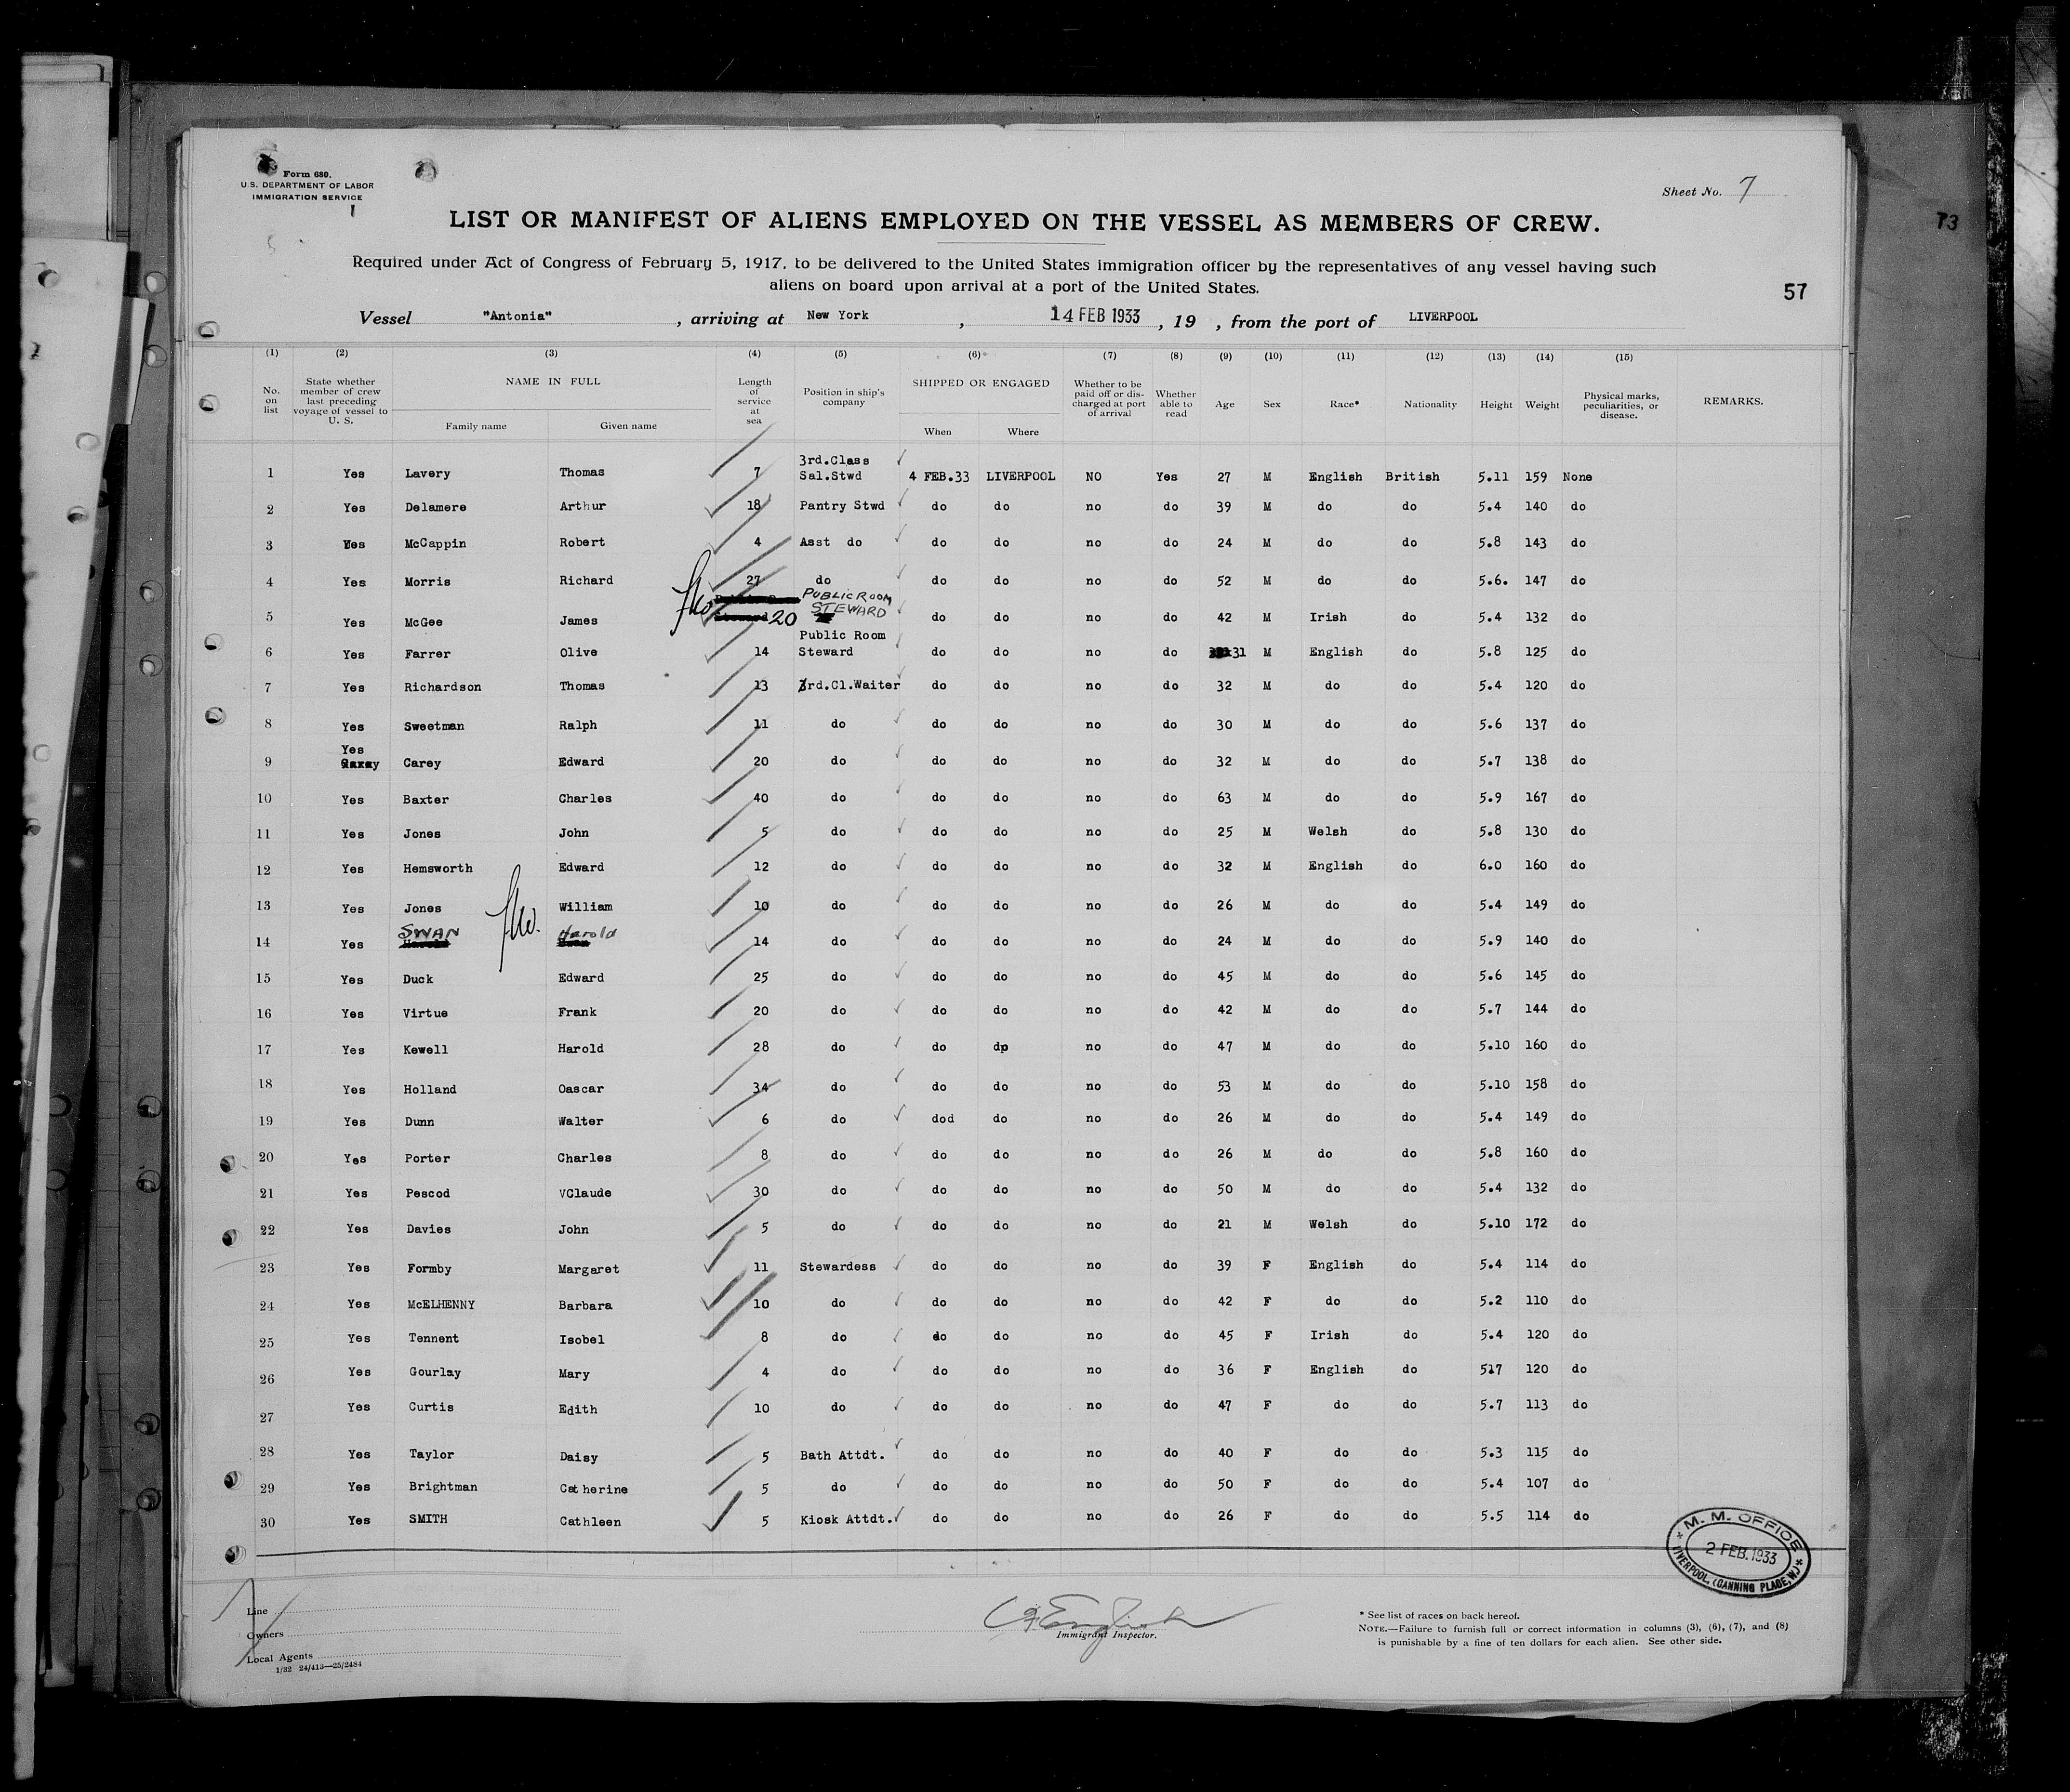 Form 680.
U.S. DEPARTMENT OF LABOR
IMMIGRATION SERVICE
Sheet No. 7
73
LIST OR MANIFEST OF ALIENS EMPLOYED ON THE VESSEL AS MEMBERS OF CREW.
Required under Act of Congress of February 5, 1917, to be delivered to the United States immigration officer by the representatives of any vessel having such
aliens on board upon arrival at a port of the United States.
57
Vessel "Antonia" , arriving at New York , 14 FEB 1933 , 19 , from the port of LIVERPOOL
(1) (2) (3) (4) (5) (6) (7) (8) (9) (10) (11) (12) (13) (14) (15)
No. on list State whether member of crew last preceding voyage of vessel to U. S. NAME IN FULL Family name Given name Length of service at sea Position in ship's company SHIPPED OR ENGAGED When Where Whether to be paid off or discharged at port of arrival Whether able to read Age Sex Race* Nationality Height Weight Physical marks, peculiarities, or disease. REMARKS.
1 Yes Lavery Thomas 7 3rd.Class Sal.Stwd 4 FEB.33 LIVERPOOL NO Yes 27 M English British 5.11 159 None
2 Yes Delamere Arthur 18 Pantry Stwd do do no do 39 M do do 5.4 140 do
3 Yes McCappin Robert 4 Asst do do do no do 24 M do do 5.8 143 do
4 Yes Morris Richard 27 do do do no do 52 M do do 5.6. 147 do
5 Yes McGee James 20 PUBLIC ROOM STEWARD do do no do 42 M Irish do 5.4 132 do
6 Yes Farrer Olive 14 Public Room Steward do do no do 31 M English do 5.8 125 do
7 Yes Richardson Thomas 13 3rd.Cl.Waiter do do no do 32 M do do 5.4 120 do
8 Yes Sweetman Ralph 11 do do do no do 30 M do do 5.6 137 do
9 Yes Carey Edward 20 do do do no do 32 M do do 5.7 138 do
10 Yes Baxter Charles 40 do do do no do 63 M do do 5.9 167 do
11 Yes Jones John 5 do do do no do 25 M Welsh do 5.8 130 do
12 Yes Hemsworth Edward 12 do do do no do 32 M English do 6.0 160 do
13 Yes Jones William 10 do do do no do 26 M do do 5.4 149 do
14 Yes SWAN Harold 14 do do do no do 24 M do do 5.9 140 do
15 Yes Duck Edward 25 do do do no do 45 M do do 5.6 145 do
16 Yes Virtue Frank 20 do do do no do 42 M do do 5.7 144 do
17 Yes Kewell Harold 28 do do dp no do 47 M do do 5.10 160 do
18 Yes Holland Oascar 34 do do do no do 53 M do do 5.10 158 do
19 Yes Dunn Walter 6 do dod do no do 26 M do do 5.4 149 do
20 Yes Porter Charles 8 do do do no do 26 M do do 5.8 160 do
21 Yes Pescod VClaude 30 do do do no do 50 M do do 5.4 132 do
22 Yes Davies John 5 do do do no do 21 M Welsh do 5.10 172 do
23 Yes Formby Margaret 11 Stewardess do do no do 39 F English do 5.4 114 do
24 Yes McELHENNY Barbara 10 do do do no do 42 F do do 5.2 110 do
25 Yes Tennent Isobel 8 do do do no do 45 F Irish do 5.4 120 do
26 Yes Gourlay Mary 4 do do do no do 36 F English do 5.7 120 do
27 Yes Curtis Edith 10 do do do no do 47 F do do 5.7 113 do
28 Yes Taylor Daisy 5 Bath Attdt. do do no do 40 F do do 5.3 115 do
29 Yes Brightman Catherine 5 do do do no do 50 F do do 5.4 107 do
30 Yes SMITH Cathleen 5 Kiosk Attdt. do do no do 26 F do do 5.5 114 do
M. M. OFFICE
2 FEB. 1933
LIVERPOOL, (CANNING PLACE, W.)
Line
Owners
Local Agents
1/32 24/413—25/2484
English
Immigrant Inspector.
* See list of races on back hereof.
NOTE.—Failure to furnish full or correct information in columns (3), (6), (7), and (8)
is punishable by a fine of ten dollars for each alien. See other side.